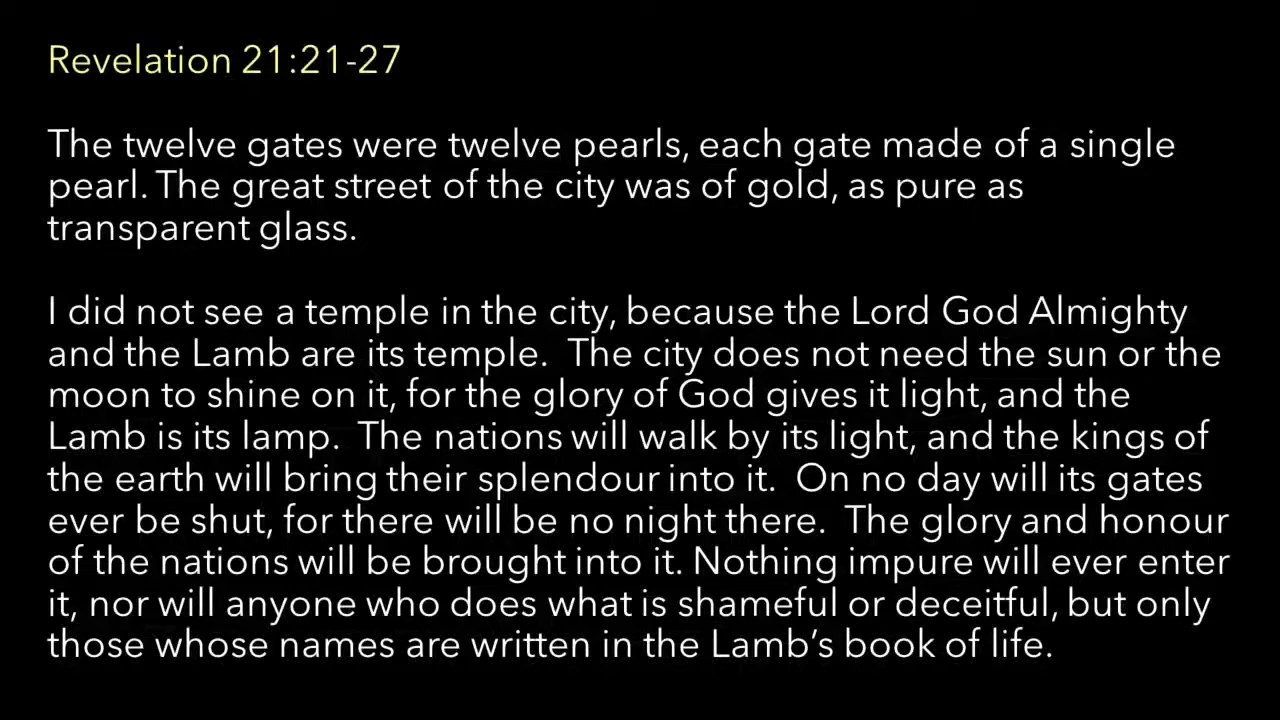 Revelation 21:21-27
The twelve gates were twelve pearls, each gate made of a single
pearl. The great street of the city was of gold, as pure as
transparent glass.
I did not see a temple in the city, because the Lord God Almighty
and the Lamb are its temple.  The city does not need the sun or the
moon to shine on it, for the glory of God gives it light, and the
Lamb is its lamp.  The nations will walk by its light, and the kings of
the earth will bring their splendour into it.  On no day will its gates
ever be shut, for there will be no night there.  The glory and honour
of the nations will be brought into it. Nothing impure will ever enter
it, nor will anyone who does what is shameful or deceitful, but only
those whose names are written in the Lamb’s book of life.